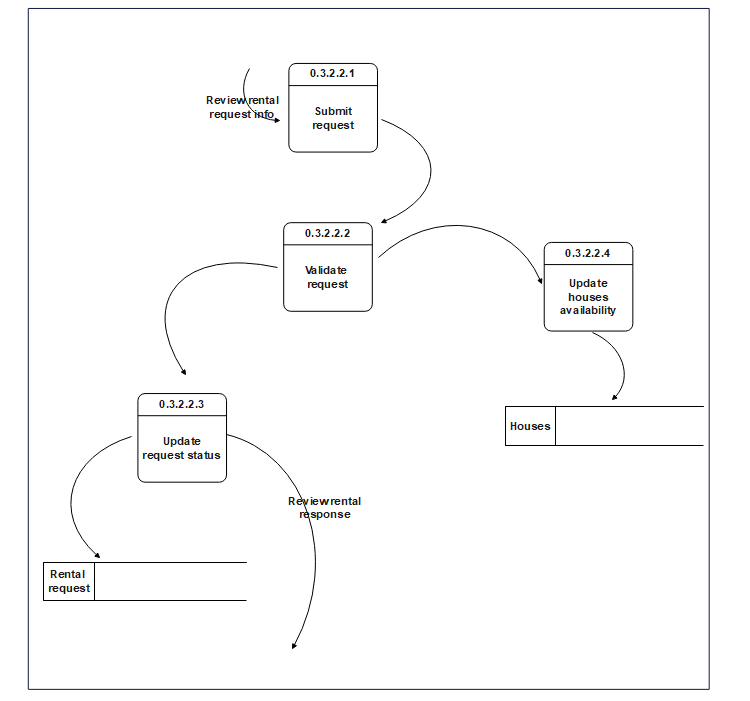 0.3.2.2.1
Review rental
request info
Submit
request
0.3.2.2.2
Validate
request
0.3.2.2.4
Update
houses
availability
0.3.2.2.3
Update
request status
Houses
Review rental
response
Rental
request